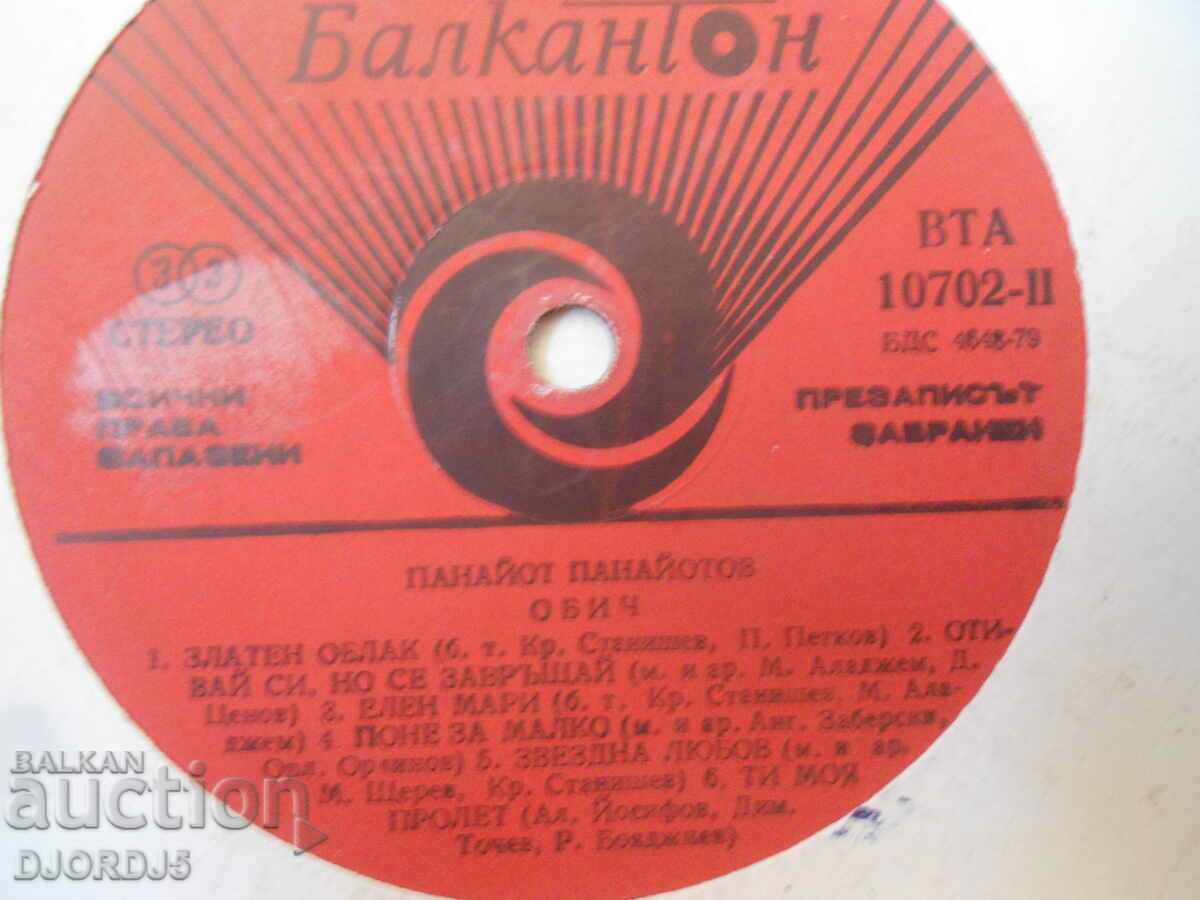 БалканТон
33
СТЕРЕО
ВСИЧНИ
ПРАВА
ЗАПАЗЕНИ
ВТА
10702-II
БДС 4648-79
ПРЕЗАПИСЪТ
ЗАБРАНЕН
ПАНАЙОТ ПАНАЙОТОВ
ОБИЧ
1. ЗЛАТЕН ОБЛАК (б. т. Кр. Станишев, П. Петков) 2. ОТИ-
ВАЙ СИ, НО СЕ ЗАВРЪЩАЙ (м. и ар. М. Аладжем, Д.
Ценов) 3. ЕЛЕН МАРИ (б. т. Кр. Станишев, М. Ала-
джем) 4. ПОНЕ ЗА МАЛКО (м. и ар. Анг. Заберски,
Орлинов) 5. ЗВЕЗДНА ЛЮБОВ (м. и ар.
М. Щерев, Кр. Станишев) 6. ТИ МОЯ
ПРОЛЕТ (Ал. Йосифов, Дим.
Точев, Р. Бояджиев)
BALKAN
auction
DJORDJ5